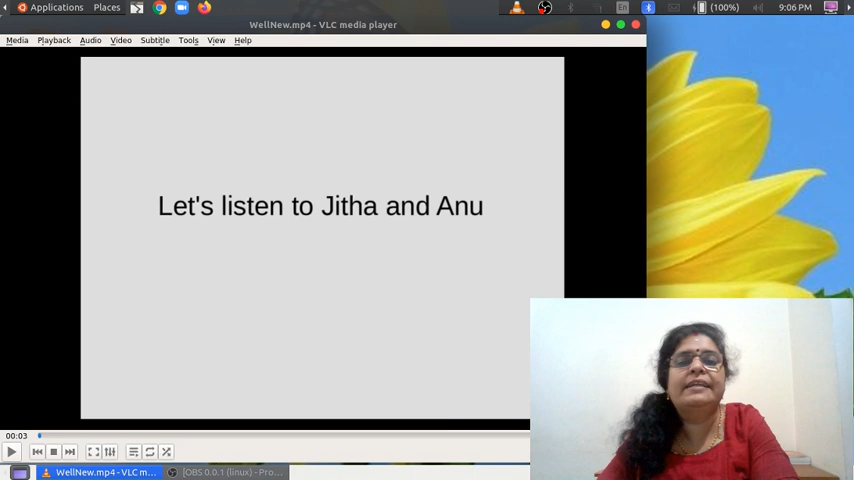 Applications Places En (100%) 9:06 PM
WellNew.mp4 - VLC media player
Media Playback Audio Video Subtitle Tools View Help
Let's listen to Jitha and Anu
00:03
WellNew.mp4 - VLC m... [OBS 0.0.1 (linux) - Pro...